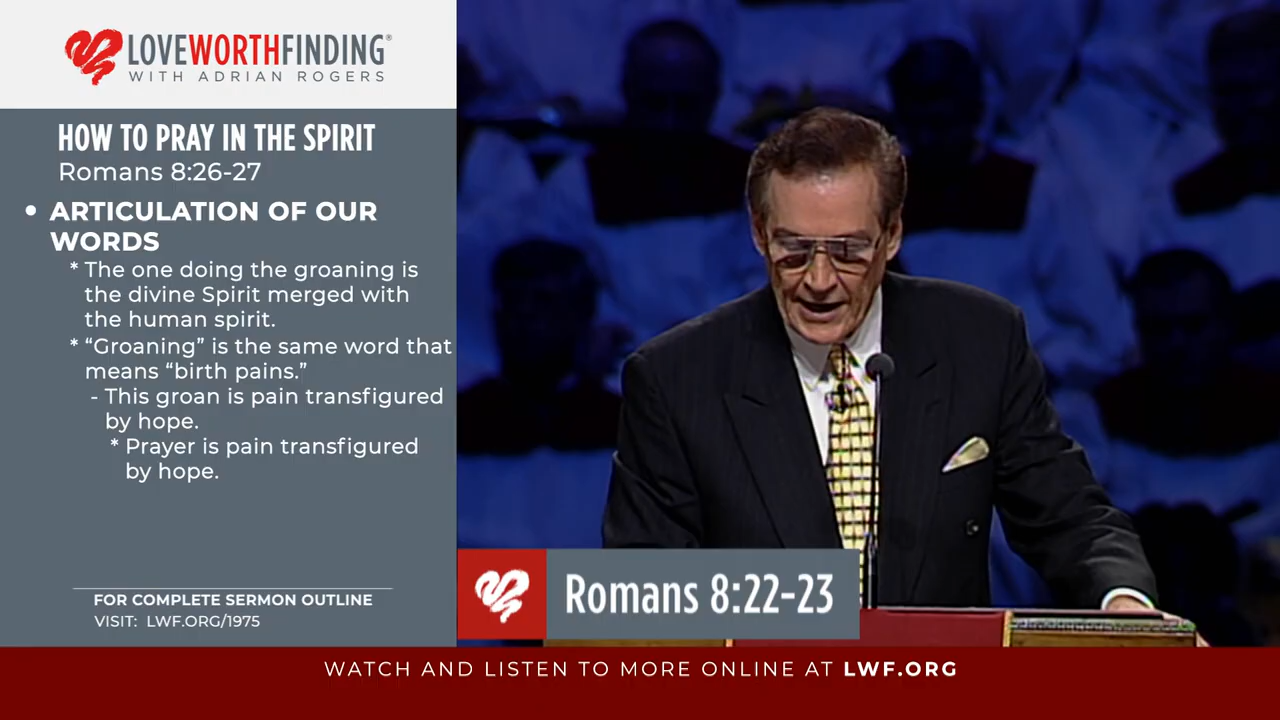 LOVEWORTHFINDING®
WITH ADRIAN ROGERS
HOW TO PRAY IN THE SPIRIT
Romans 8:26-27
• ARTICULATION OF OUR
WORDS
* The one doing the groaning is
the divine Spirit merged with
the human spirit.
* “Groaning” is the same word that
means “birth pains.”
- This groan is pain transfigured
by hope.
* Prayer is pain transfigured
by hope.
FOR COMPLETE SERMON OUTLINE
VISIT: LWF.ORG/1975
Romans 8:22-23
WATCH AND LISTEN TO MORE ONLINE AT LWF.ORG